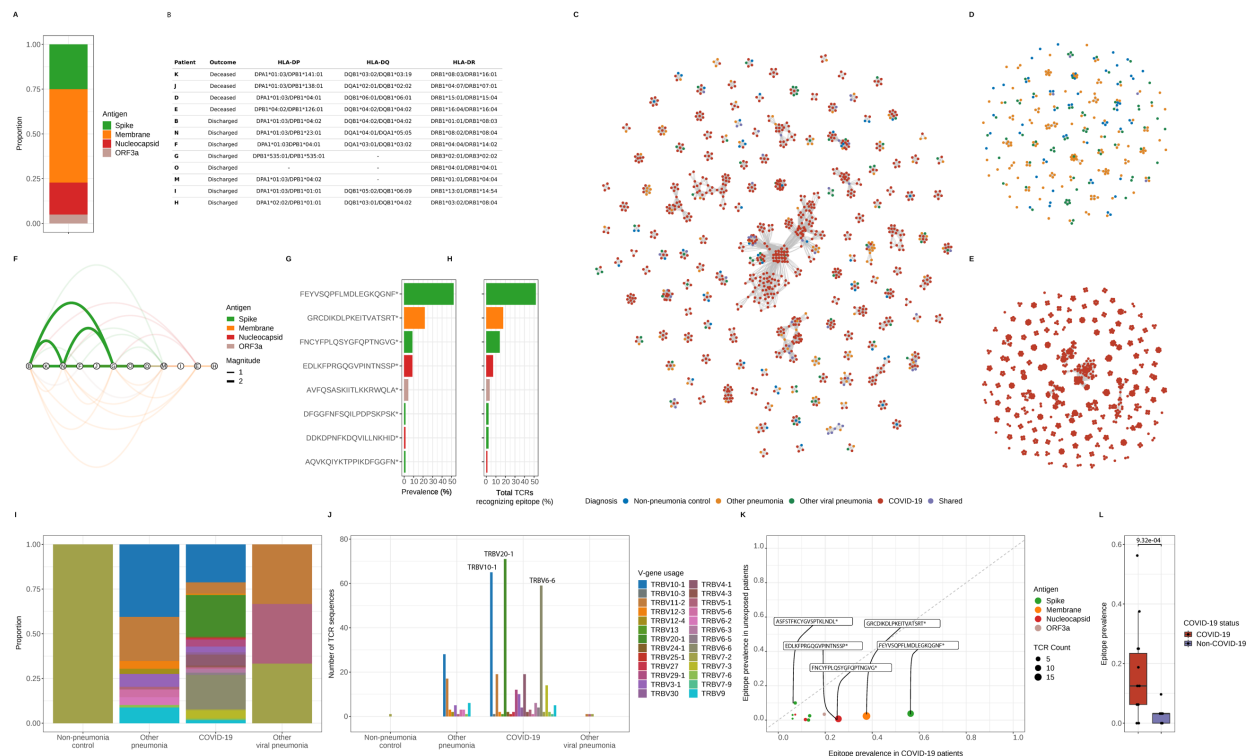 A
B
C
D
1.00
0.75
0.50
0.25
0.00
Proportion
Antigen
Spike
Membrane
Nucleocapsid
ORF3a
Patient Outcome HLA-DP HLA-DQ HLA-DR
K Deceased DPA1*01:03/DPB1*141:01 DQB1*03:02/DQB1*03:19 DRB1*08:03/DRB1*16:01
J Deceased DPA1*01:03/DPB1*138:01 DQA1*02:01/DQB1*02:02 DRB1*04:07/DRB1*07:01
D Deceased DPA1*01:03/DPB1*04:01 DQB1*06:01/DQB1*06:01 DRB1*15:01/DRB1*15:04
E Deceased DPB1*04:02/DPB1*126:01 DQB1*04:02/DQB1*04:02 DRB1*16:04/DRB1*16:04
B Discharged DPA1*01:03/DPB1*04:02 DQB1*04:02/DQB1*04:02 DRB1*01:01/DRB1*08:03
N Discharged DPA1*01:03/DPB1*23:01 DQA1*04:01/DQA1*05:05 DRB1*08:02/DRB1*08:04
F Discharged DPA1*01:03DPB1*04:01 DQA1*03:01/DQB1*03:02 DRB1*04:04/DRB1*14:02
G Discharged DPB1*535:01/DPB1*535:01 - DRB3*02:01/DRB3*02:02
O Discharged - - DRB1*04:01/DRB1*04:01
M Discharged DPA1*01:03/DPB1*04:02 - DRB1*01:01/DRB1*04:04
I Discharged DPA1*01:03/DPB1*01:01 DQB1*05:02/DQB1*06:09 DRB1*13:01/DRB1*14:54
H Discharged DPA1*02:02/DPB1*01:01 DQB1*03:01/DQB1*04:02 DRB1*03:02/DRB1*08:04
E
F
G
H
Antigen
Spike
Membrane
Nucleocapsid
ORF3a
Magnitude
1
2
M I E H
FEYVSQPFLMDLEGKQGNF*
GRCDIKDLPKEITVATSRT*
FNCYFPLQSYGFQPTNGVG*
EDLKFPRGQGVPINTNSSP*
AVFQSASKIITLKKRWQLA*
DFGGFNFSQILPDPSKPSK*
DDKDPNFKDQVILLNKHID*
AQVKQIYKTPPIKDFGGFN*
0 10 20 30 40 50
Prevalence (%)
0 10 20 30 40 50
Total TCRs
recognizing epitope (%)
Diagnosis Non-pneumonia control Other pneumonia Other viral pneumonia COVID-19 Shared
I
J
K
L
1.00
0.75
0.50
0.25
0.00
Proportion
Non-pneumonia
control
Other
pneumonia
COVID-19
Other
viral pneumonia
80
60
40
20
0
Number of TCR sequences
TRBV10-1
TRBV20-1
TRBV6-6
Non-pneumonia
control
Other
pneumonia
COVID-19
Other
viral pneumonia
V-gene usage
TRBV10-1 TRBV4-1
TRBV10-3 TRBV4-3
TRBV11-2 TRBV5-1
TRBV12-3 TRBV5-6
TRBV12-4 TRBV6-2
TRBV13 TRBV6-3
TRBV20-1 TRBV6-5
TRBV24-1 TRBV6-6
TRBV25-1 TRBV7-2
TRBV27 TRBV7-3
TRBV29-1 TRBV7-6
TRBV3-1 TRBV7-9
TRBV30 TRBV9
1.0
0.8
0.6
0.4
0.2
0.0
Epitope prevalence in unexposed patients
ASFSTFKCYGVSPTKLNDL*
GRCDIKDLPKEITVATSRT*
EDLKFPRGQGVPINTNSSP*
FEYVSQPFLMDLEGKQGNF*
FNCYFPLQSYGFQPTNGVG*
0.0 0.2 0.4 0.6 0.8 1.0
Epitope prevalence in COVID-19 patients
Antigen
Spike
Membrane
Nucleocapsid
ORF3a
TCR Count
5
10
15
0.6
0.4
0.2
0.0
Epitope prevalence
9.32e-04
COVID-19 status
COVID-19
Non-COVID-19